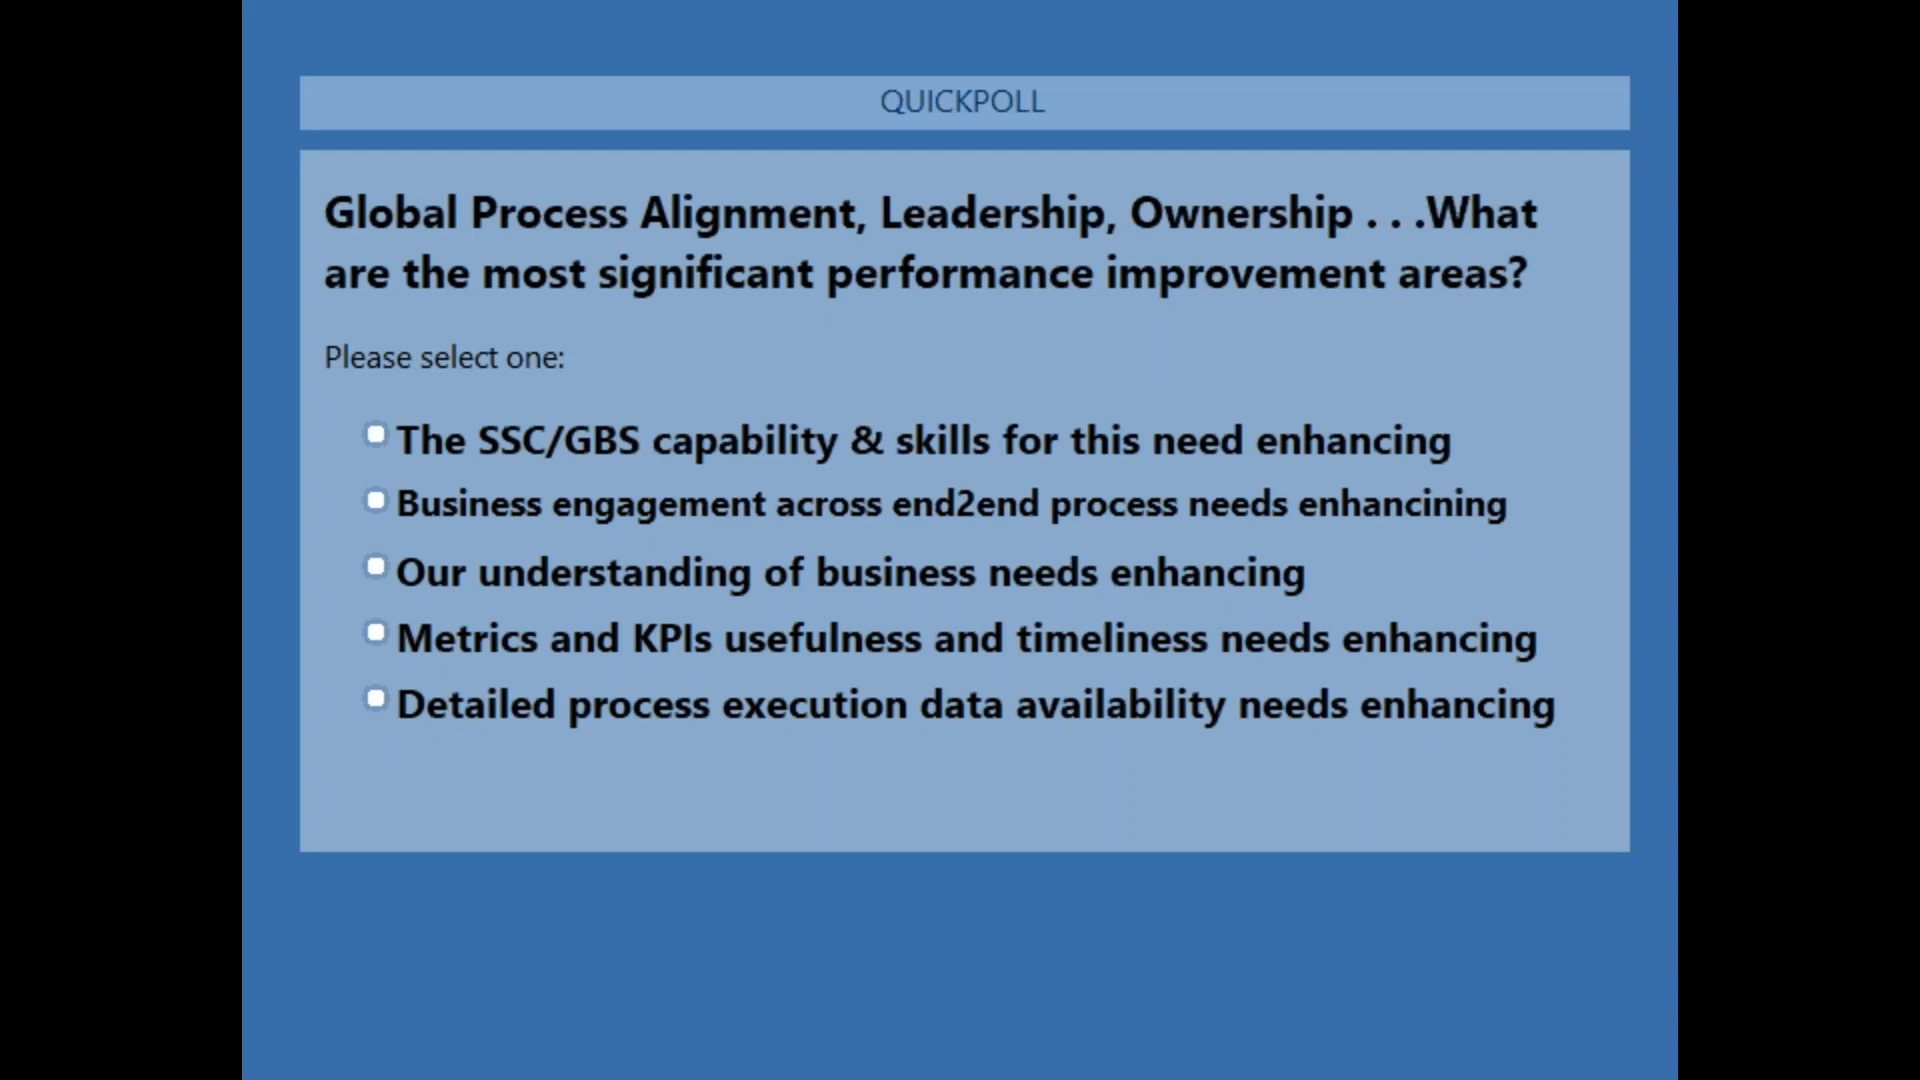 QUICKPOLL
Global Process Alignment, Leadership, Ownership . . .What
are the most significant performance improvement areas?
Please select one:
The SSC/GBS capability & skills for this need enhancing
Business engagement across end2end process needs enhancining
Our understanding of business needs enhancing
Metrics and KPIs usefulness and timeliness needs enhancing
Detailed process execution data availability needs enhancing